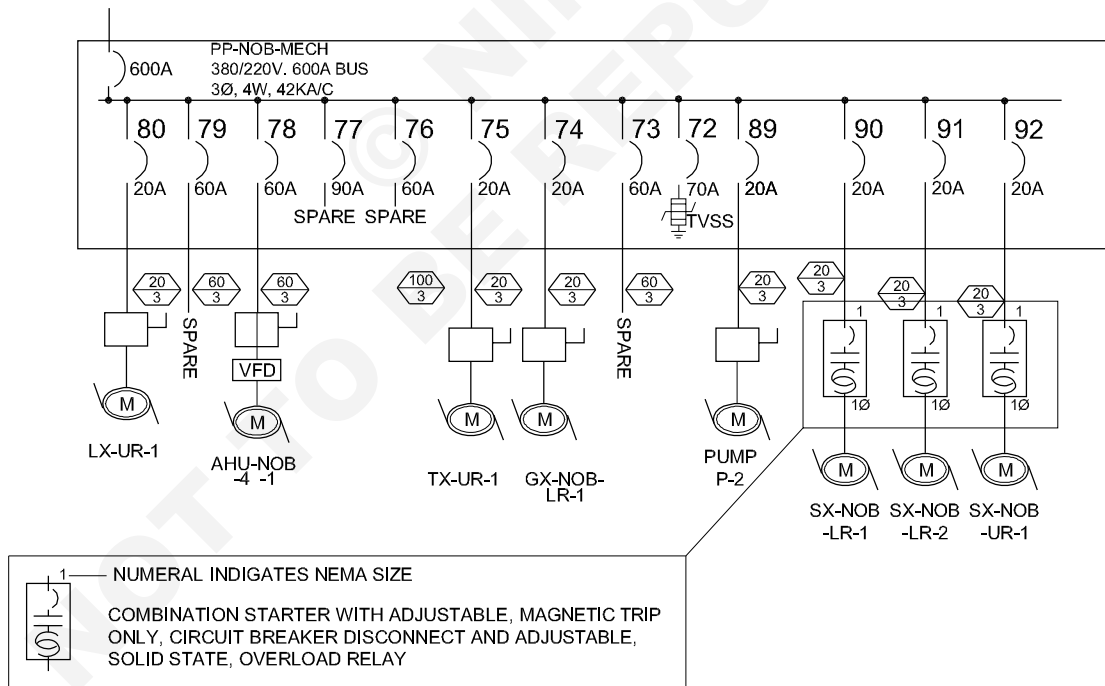 © NI
NOT TO BE REPU
600A
PP-NOB-MECH
380/220V. 600A BUS
3Ø, 4W, 42KA/C
80 79 78 77 76 75 74 73 72 89 90 91 92
20A 60A 60A 90A 60A 20A 20A 60A 70A 20A 20A 20A 20A
SPARE SPARE
TVSS
20 60 60 100 20 20 60 20 20 20 20
3 3 3 3 3 3 3 3 3 3 3
SPARE
SPARE
VFD
1 1 1
1Ø 1Ø 1Ø
M M M M M M M M
LX-UR-1
AHU-NOB
-4 -1
TX-UR-1
GX-NOB-
LR-1
PUMP
P-2
SX-NOB
-LR-1
SX-NOB
-LR-2
SX-NOB
-UR-1
1
NUMERAL INDIGATES NEMA SIZE
COMBINATION STARTER WITH ADJUSTABLE, MAGNETIC TRIP
ONLY, CIRCUIT BREAKER DISCONNECT AND ADJUSTABLE,
SOLID STATE, OVERLOAD RELAY